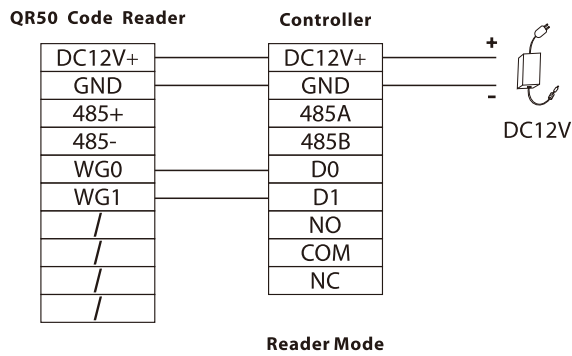 QR50 Code Reader
DC12V+
GND
485+
485-
WG0
WG1
/
/
/
/
Controller
DC12V+
GND
485A
485B
D0
D1
NO
COM
NC
+
-
DC12V
Reader Mode